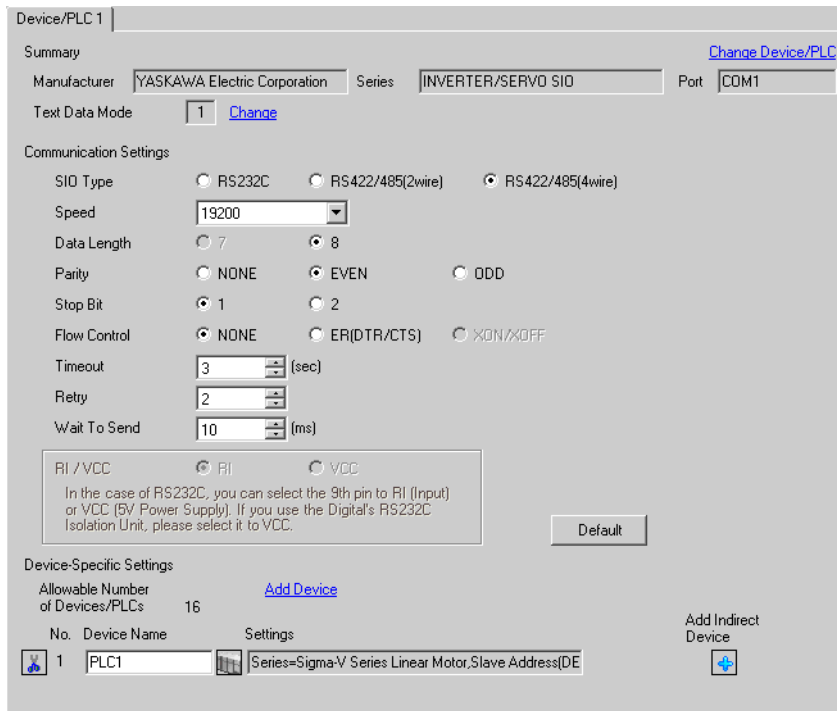 Device/PLC 1
Summary
Change Device/PLC
Manufacturer YASKAWA Electric Corporation Series INVERTER/SERVO SIO Port COM1
Text Data Mode 1 Change
Communication Settings
SIO Type RS232C RS422/485(2wire) RS422/485(4wire)
Speed 19200
Data Length 7 8
Parity NONE EVEN ODD
Stop Bit 1 2
Flow Control NONE ER(DTR/CTS) XON/XOFF
Timeout 3 (sec)
Retry 2
Wait To Send 10 (ms)
RI / VCC RI VCC
In the case of RS232C, you can select the 9th pin to RI (Input)
or VCC (5V Power Supply). If you use the Digital's RS232C
Isolation Unit, please select it to VCC.
Default
Device-Specific Settings
Allowable Number
of Devices/PLCs 16
Add Device
Add Indirect
Device
No. Device Name Settings
1 PLC1 Series=Sigma-V Series Linear Motor,Slave Address(DE